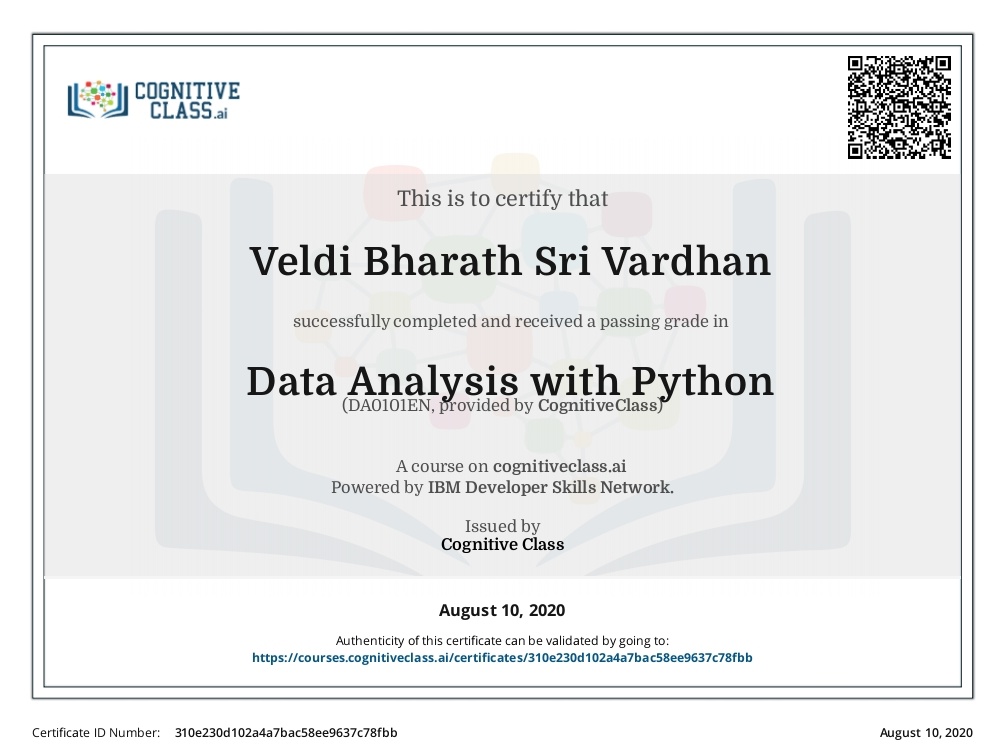 COGNITIVE
CLASS.ai
This is to certify that
Veldi Bharath Sri Vardhan
successfully completed and received a passing grade in
Data Analysis with Python
(DA0101EN, provided by CognitiveClass)
A course on cognitiveclass.ai
Powered by IBM Developer Skills Network.
Issued by
Cognitive Class
August 10, 2020
Authenticity of this certificate can be validated by going to:
https://courses.cognitiveclass.ai/certificates/310e230d102a4a7bac58ee9637c78fbb
Certificate ID Number: 310e230d102a4a7bac58ee9637c78fbb August 10, 2020